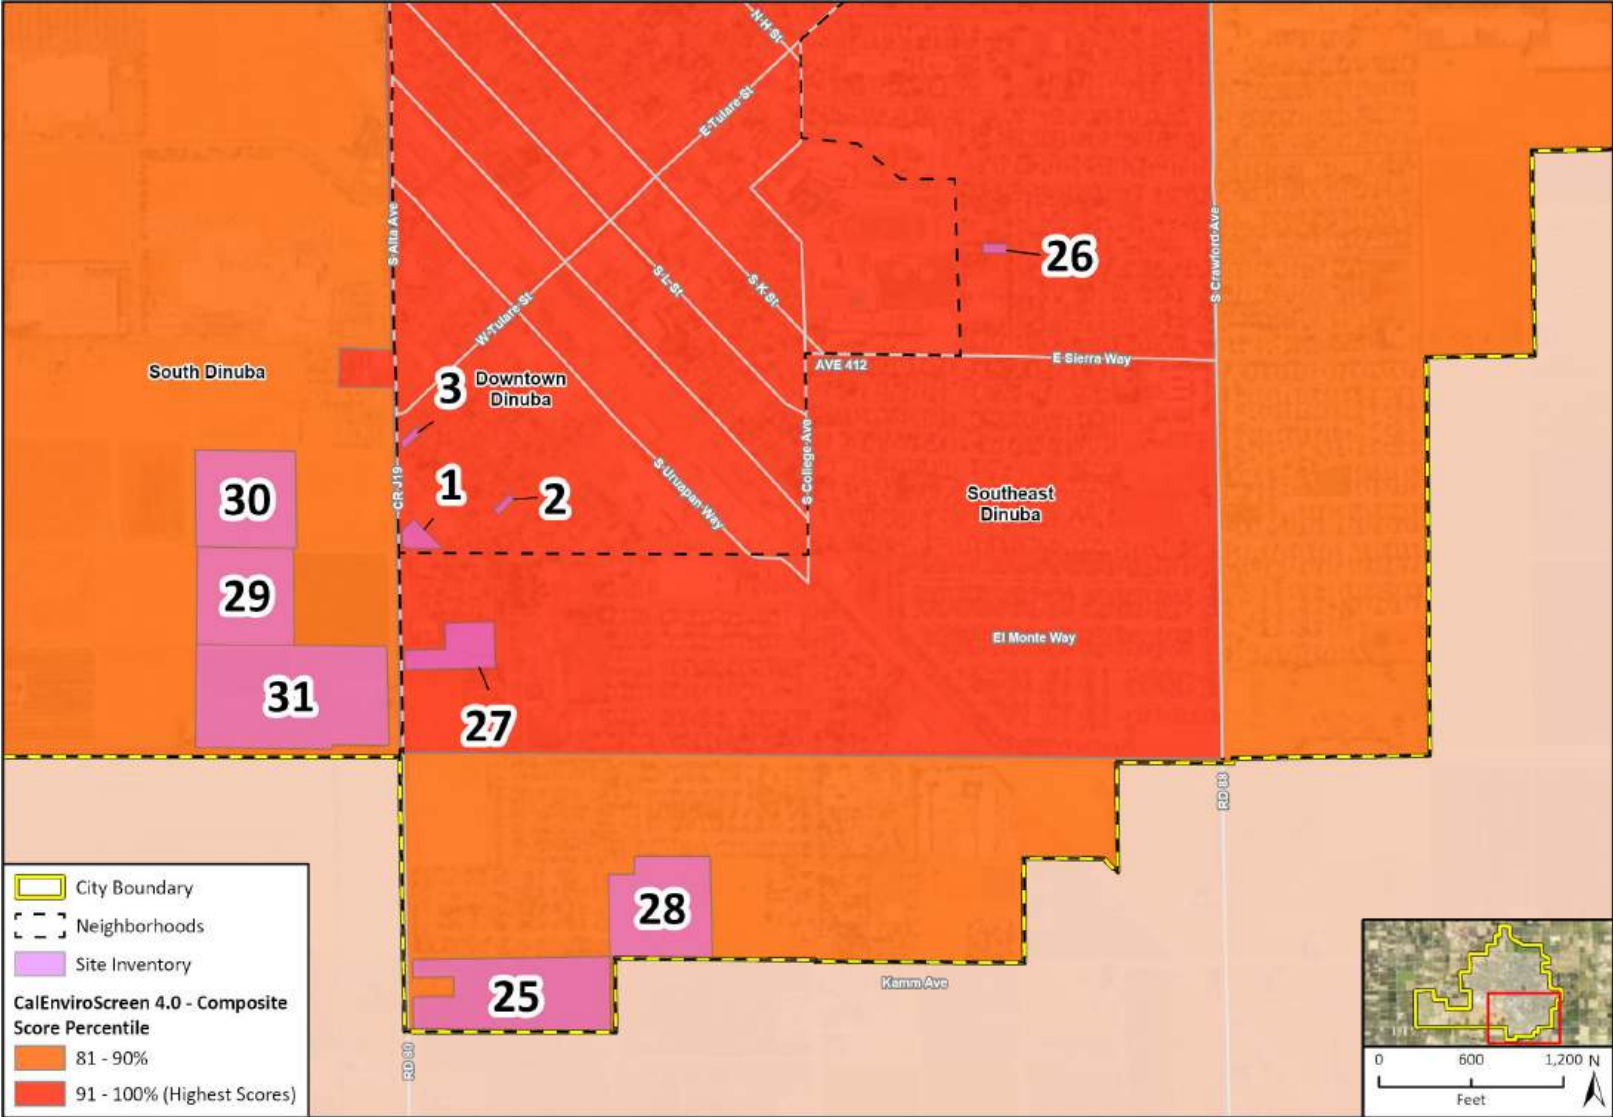 N H St
E Tulare St
S Alta Ave
S Crawford Ave
26
S L St
S K St
W Tulare St
AVE 412
E Sierra Way
South Dinuba
3
Downtown
Dinuba
S College Ave
CR J19
1
2
S Uruapan Way
30
Southeast
Dinuba
29
El Monte Way
31
27
RD 88
28
25
Kamm Ave
RD 80
City Boundary
Neighborhoods
Site Inventory
CalEnviroScreen 4.0 - Composite
Score Percentile
81 - 90%
91 - 100% (Highest Scores)
0 600 1,200 N
Feet